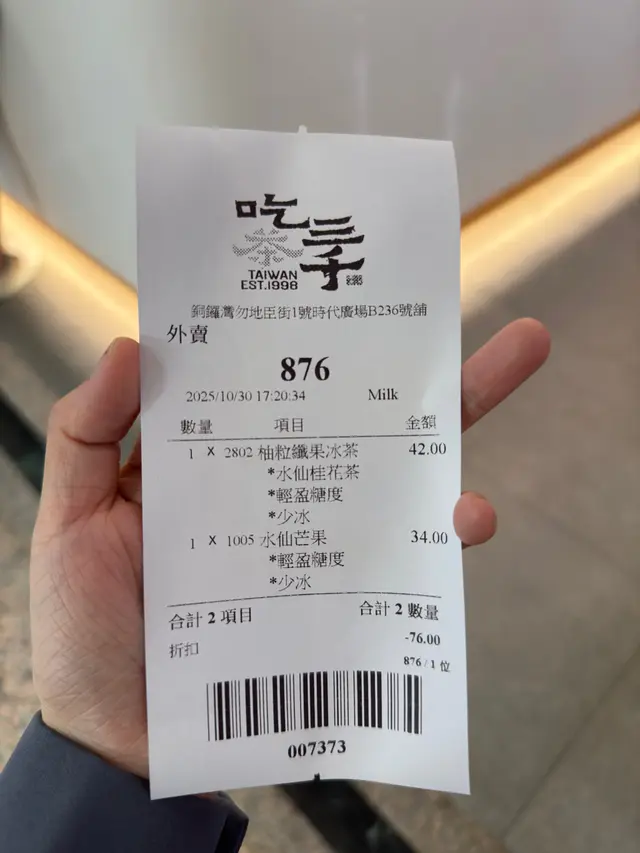 吃茶三千
TAIWAN
EST.1998
銅鑼灣勿地臣街1號時代廣場B236號舖
外賣
876
2025/10/30 17:20:34 Milk
數量 項目 金額
1 X 2802 柚粒纖果冰茶 42.00
*水仙桂花茶
*輕盈糖度
*少冰
1 X 1005 水仙芒果 34.00
*輕盈糖度
*少冰
合計 2 項目 合計 2 數量
折扣 -76.00
876 / 1 位
007373